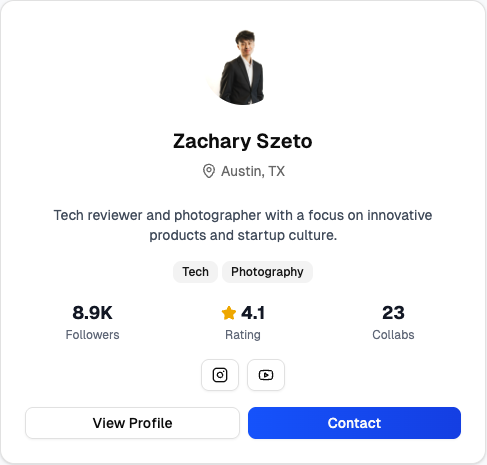 Zachary Szeto
Austin, TX
Tech reviewer and photographer with a focus on innovative
products and startup culture.
Tech Photography
8.9K 4.1 23
Followers Rating Collabs
View Profile Contact